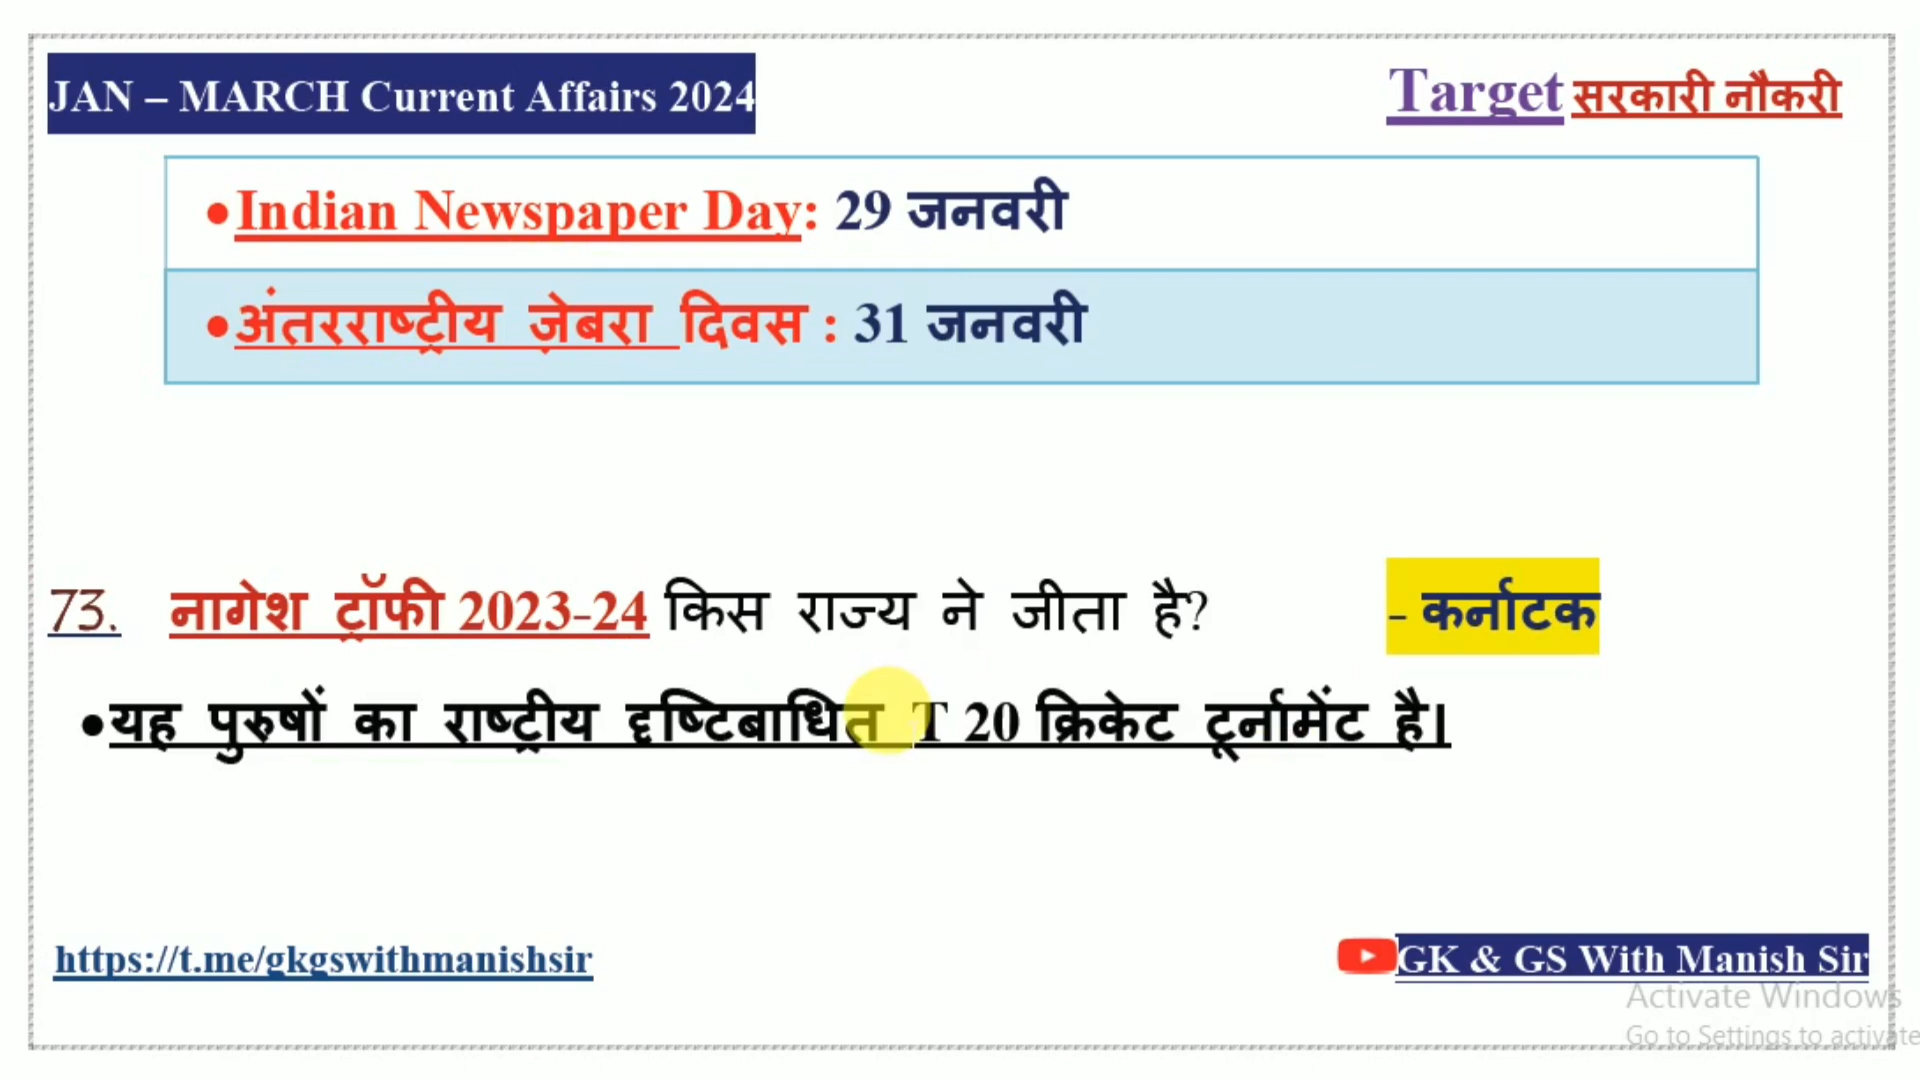 JAN – MARCH Current Affairs 2024
Target सरकारी नौकरी
•Indian Newspaper Day: 29 जनवरी
•अंतरराष्ट्रीय ज़ेबरा दिवस : 31 जनवरी
73. नागेश ट्रॉफी 2023-24 किस राज्य ने जीता है? - कर्नाटक
•यह पुरुषों का राष्ट्रीय दृष्टिबाधित T 20 क्रिकेट टूर्नामेंट है।
https://t.me/gkgswithmanishsir
GK & GS With Manish Sir
Activate Windows
Go to Settings to activate